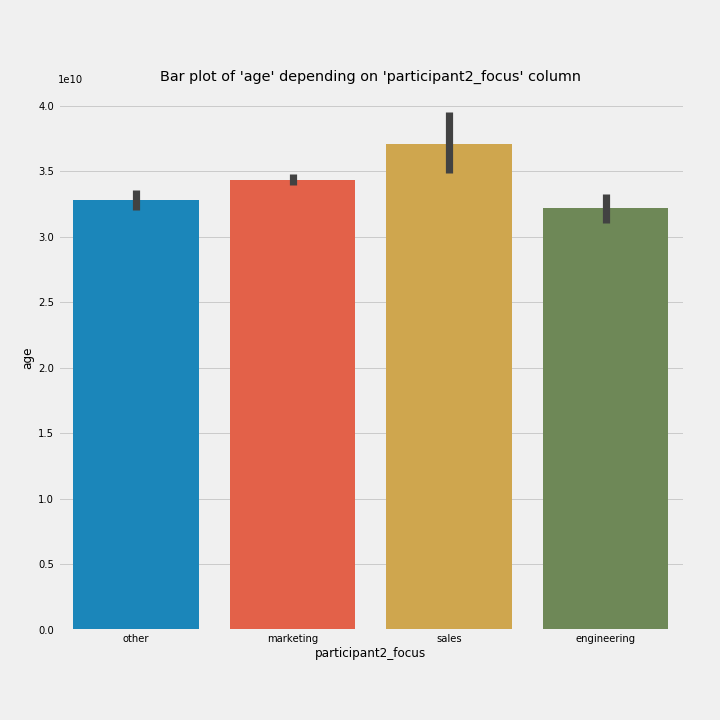 Bar plot of 'age' depending on 'participant2_focus' column
1e10
4.0
3.5
3.0
2.5
2.0
1.5
1.0
0.5
0.0
age
other marketing sales engineering
participant2_focus